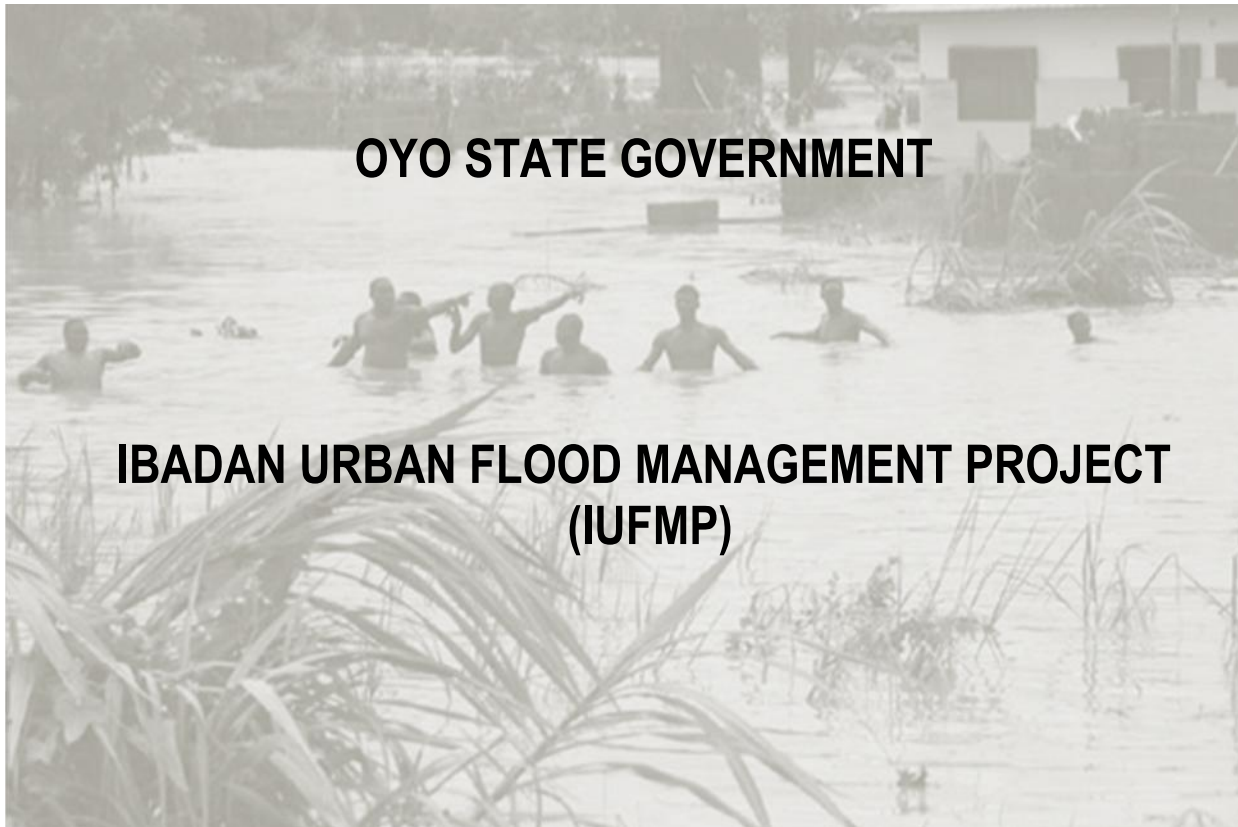 OYO STATE GOVERNMENT
IBADAN URBAN FLOOD MANAGEMENT PROJECT
(IUFMP)